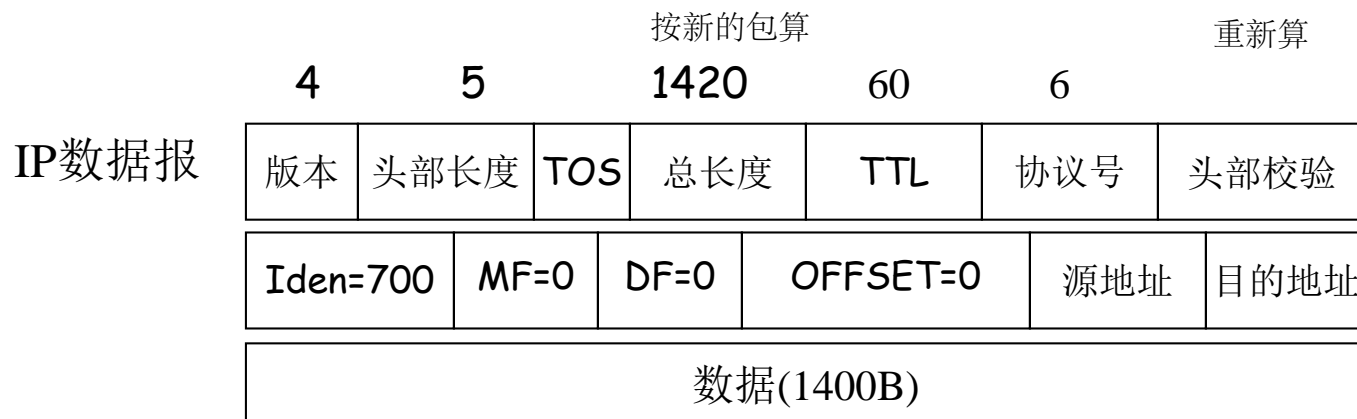 按新的包算 重新算
4 5 1420 60 6
IP数据报 版本 头部长度 TOS 总长度 TTL 协议号 头部校验
Iden=700 MF=0 DF=0 OFFSET=0 源地址 目的地址
数据(1400B)